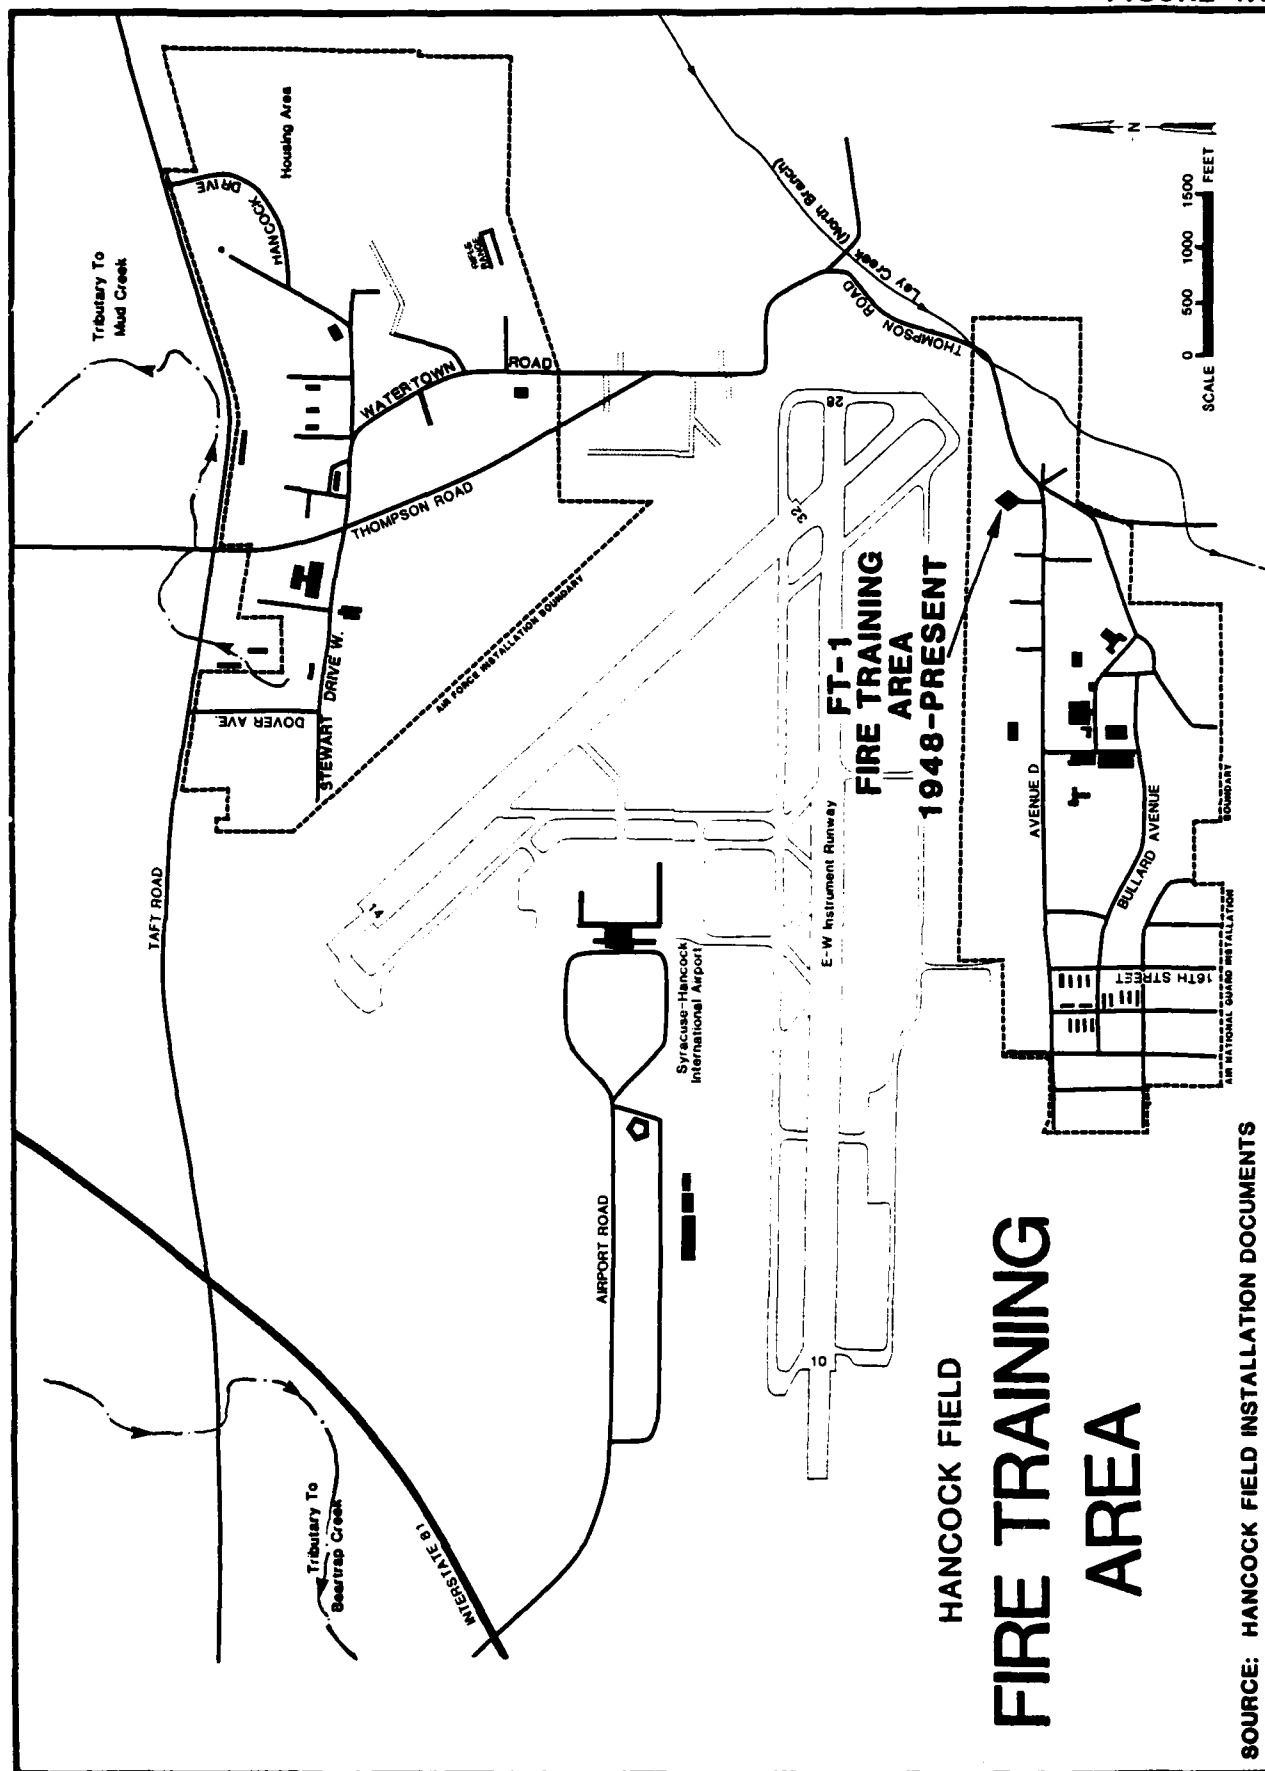 HANCOCK FIELD
FIRE TRAINING
AREA
SOURCE: HANCOCK FIELD INSTALLATION DOCUMENTS
FT-1
FIRE TRAINING
AREA
1948-PRESENT
Tributary To
Beartrap Creek
INTERSTATE 81
TAFT ROAD
AIRPORT ROAD
Syracuse-Hancock
International Airport
E-W Instrument Runway
10
14
28
32
DOVER AVE.
STEWART DRIVE W.
AIR FORCE INSTALLATION BOUNDARY
THOMPSON ROAD
WATERTOWN ROAD
Tributary To
Mud Creek
HANCOCK DRIVE
Housing Area
RIFLE
RANGE
Ley Creek (North Branch)
THOMPSON ROAD
AVENUE D
BULLARD AVENUE
16TH STREET
AIR NATIONAL GUARD INSTALLATION BOUNDARY
N
SCALE 0 500 1000 1500 FEET